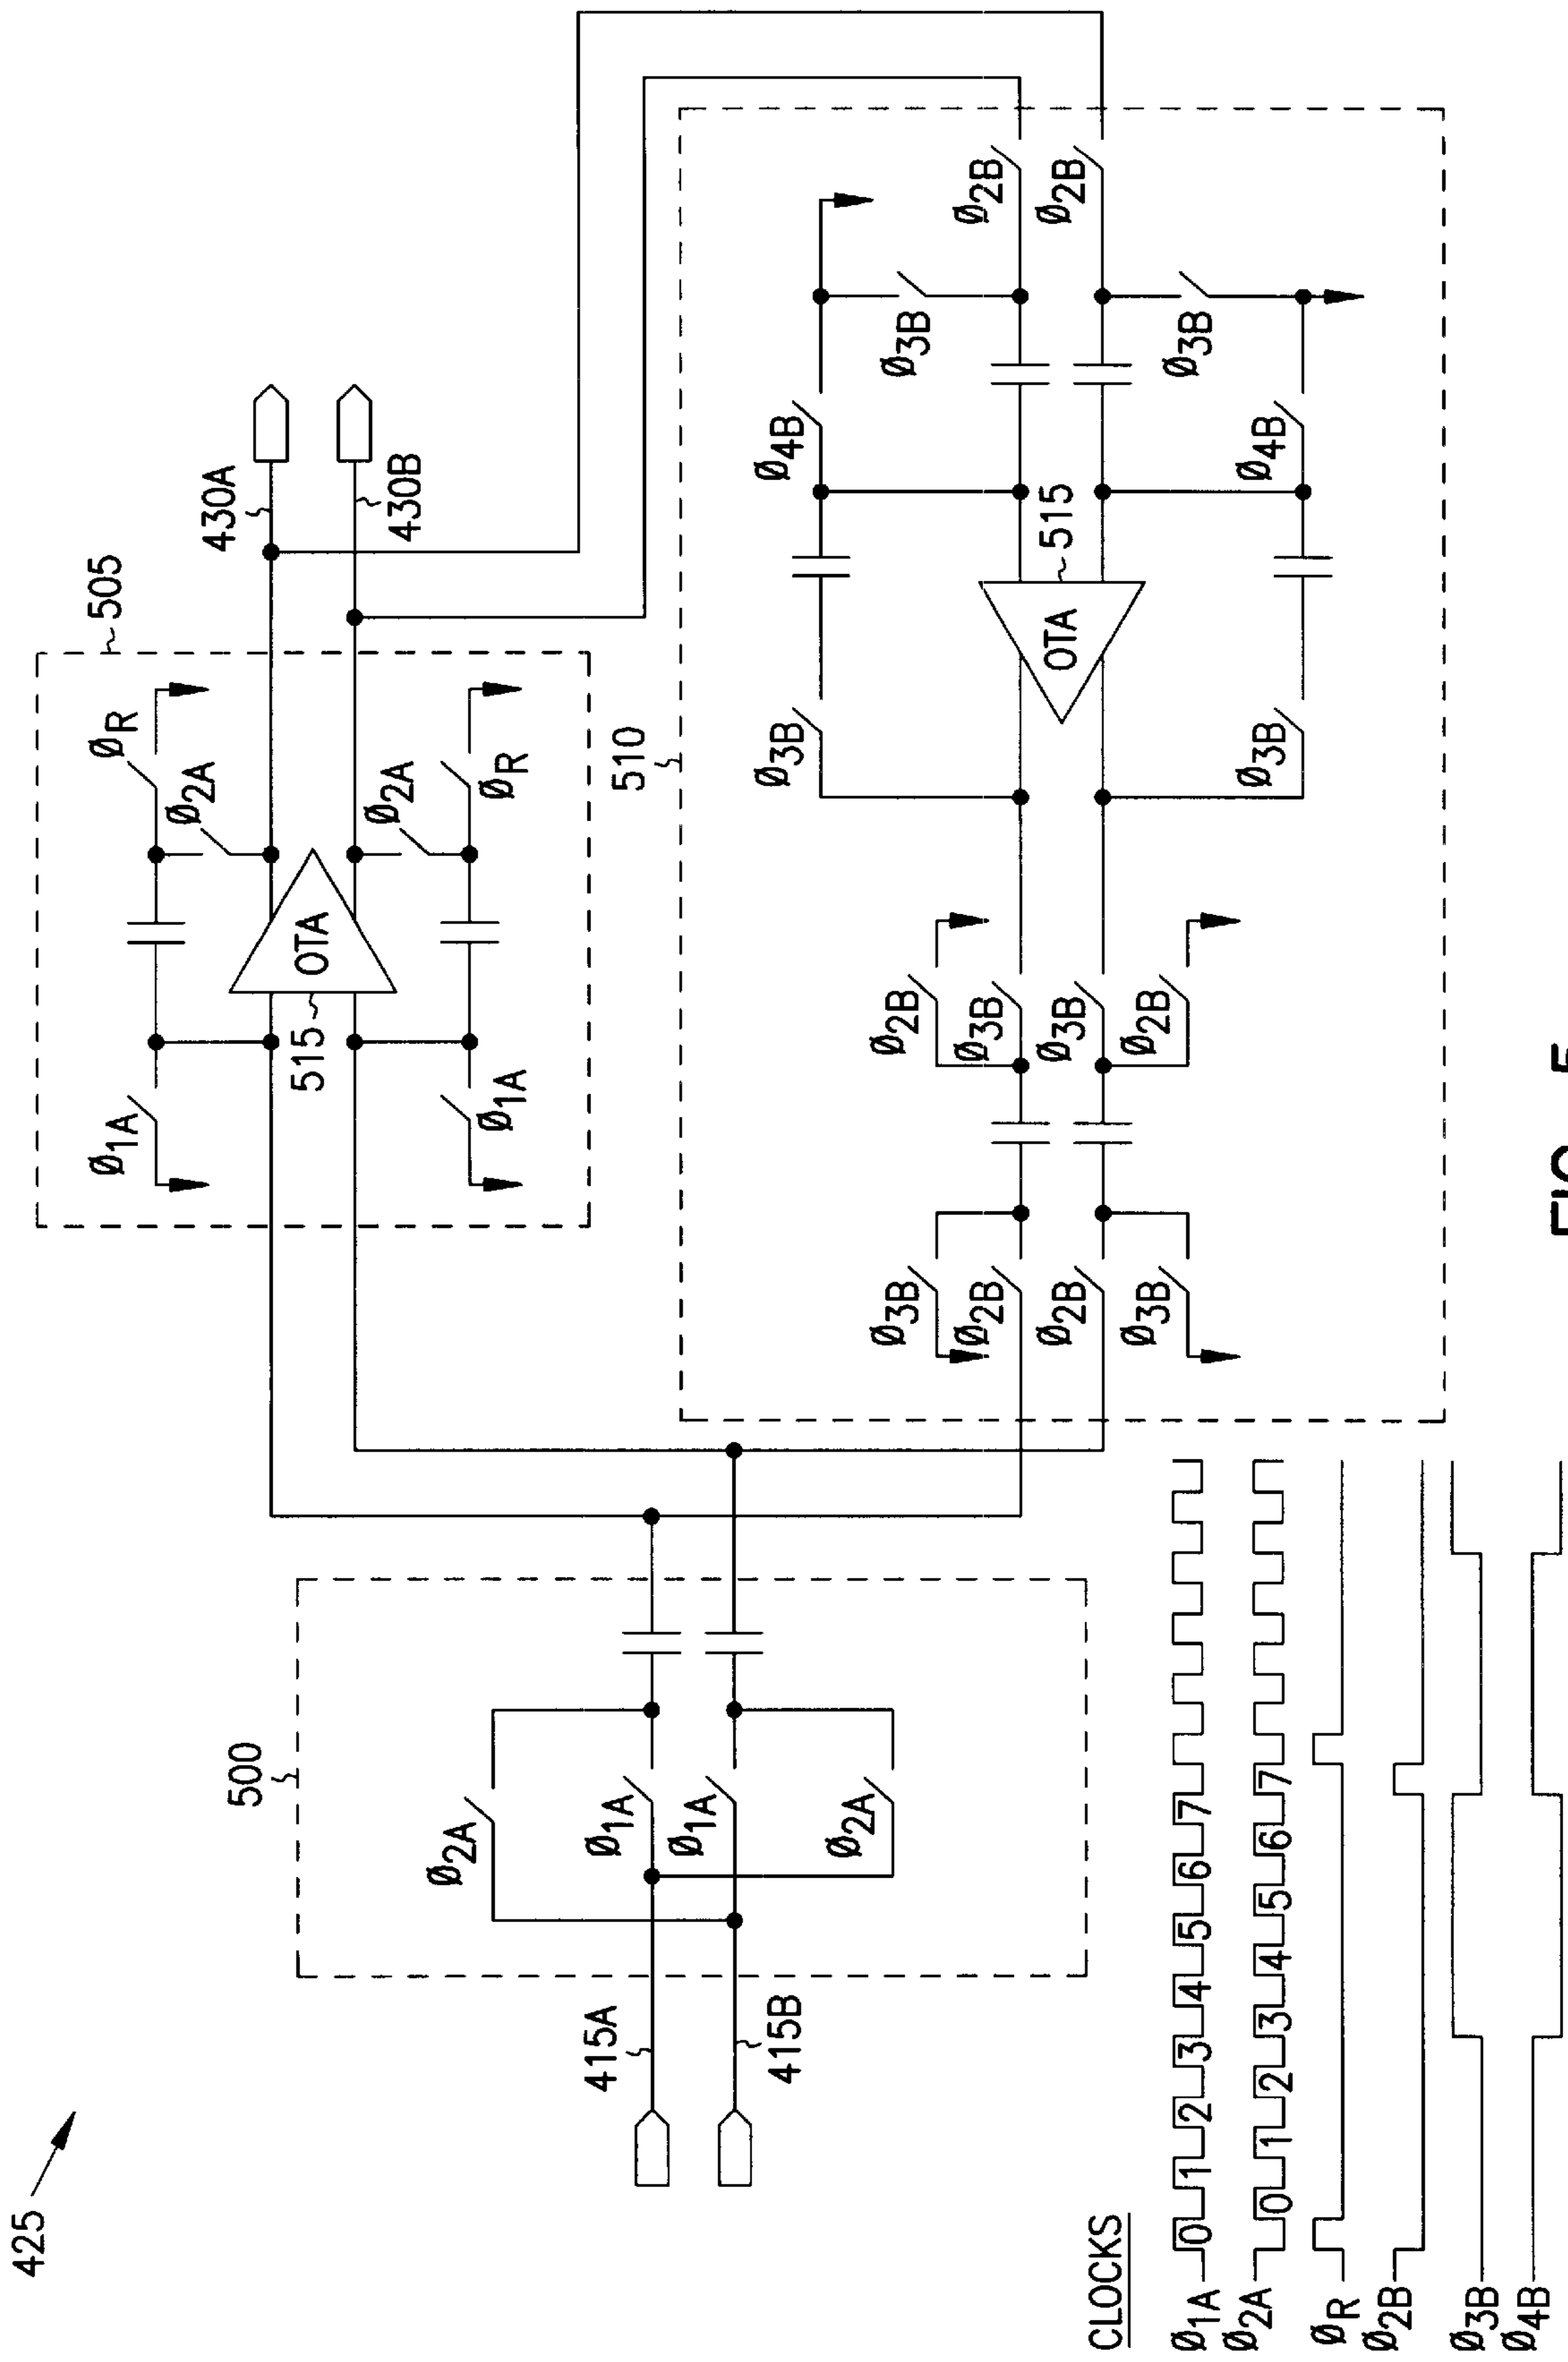 425
505
430A
430B
ØR
Ø2A
Ø1A
OTA
515
Ø2A
ØR
Ø1A
500
Ø2A
Ø1A
Ø1A
Ø2A
415A
415B
510
Ø4B
Ø3B
Ø2B
Ø2B
Ø3B
Ø4B
Ø3B
OTA
515
Ø3B
Ø2B
Ø3B
Ø3B
Ø2B
Ø3B
Ø2B
Ø2B
Ø3B
CLOCKS
Ø1A 0 1 2 3 4 5 6 7
Ø2A 0 1 2 3 4 5 6 7
ØR
Ø2B
Ø3B
Ø4B